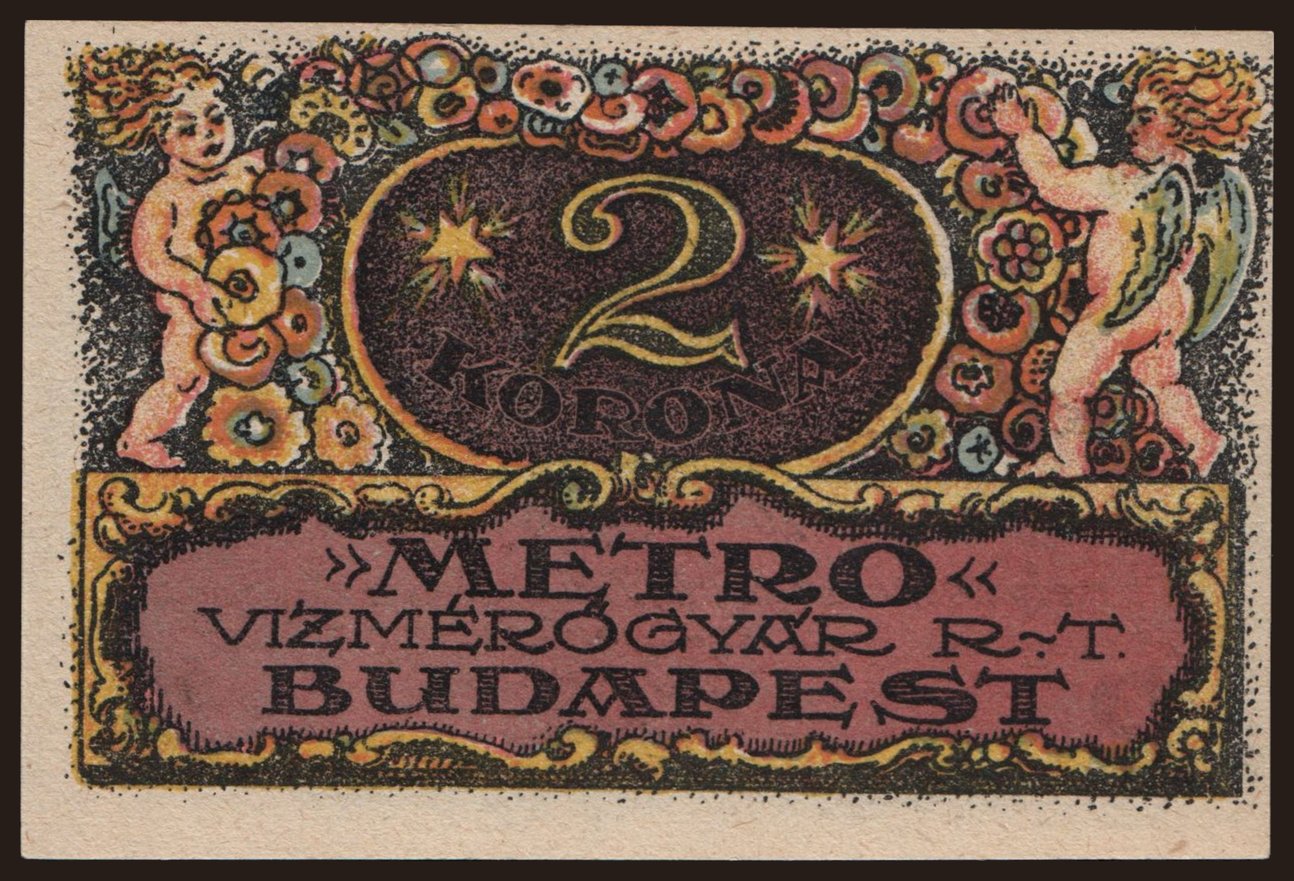 2
KORONA
»METRO«
VIZMÉRŐGYÁR R.-T.
BUDAPEST